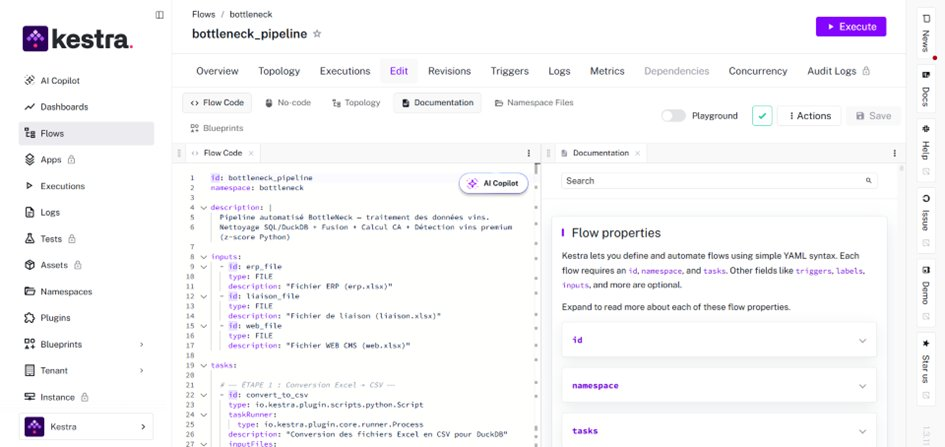 Flows / bottleneck
kestra.
bottleneck_pipeline
Execute
AI Copilot
Dashboards
Flows
Apps
Executions
Logs
Tests
Assets
Namespaces
Plugins
Blueprints
Tenant
Instance
Kestra
Overview Topology Executions Edit Revisions Triggers Logs Metrics Dependencies Concurrency Audit Logs
Flow Code No-code Topology Documentation Namespace Files
Blueprints
Playground
Actions
Save
Flow Code
1 id: bottleneck_pipeline
2 namespace: bottleneck
3
4 description: |
5 Pipeline automatisé BottleNeck — traitement des données vins.
6 Nettoyage SQL/DuckDB + Fusion + Calcul CA + Détection vins premium
(z-score Python)
7
8 inputs:
9 - id: erp_file
10 type: FILE
11 description: "Fichier ERP (erp.xlsx)"
12 - id: liaison_file
13 type: FILE
14 description: "Fichier de liaison (liaison.xlsx)"
15 - id: web_file
16 type: FILE
17 description: "Fichier WEB CMS (web.xlsx)"
18
19 tasks:
20
21 # —— ÉTAPE 1 : Conversion Excel → CSV ——
22 - id: convert_to_csv
23 type: io.kestra.plugin.scripts.python.Script
24 taskRunner:
25 type: io.kestra.plugin.core.runner.Process
26 description: "Conversion des fichiers Excel en CSV pour DuckDB"
27 inputFiles:
AI Copilot
Documentation
Search
Flow properties
Kestra lets you define and automate flows using simple YAML syntax. Each
flow requires an id, namespace, and tasks. Other fields like triggers, labels,
inputs, and more are optional.
Expand to read more about each of these flow properties.
id
namespace
tasks
News
Docs
Help
Issue
Demo
Star us